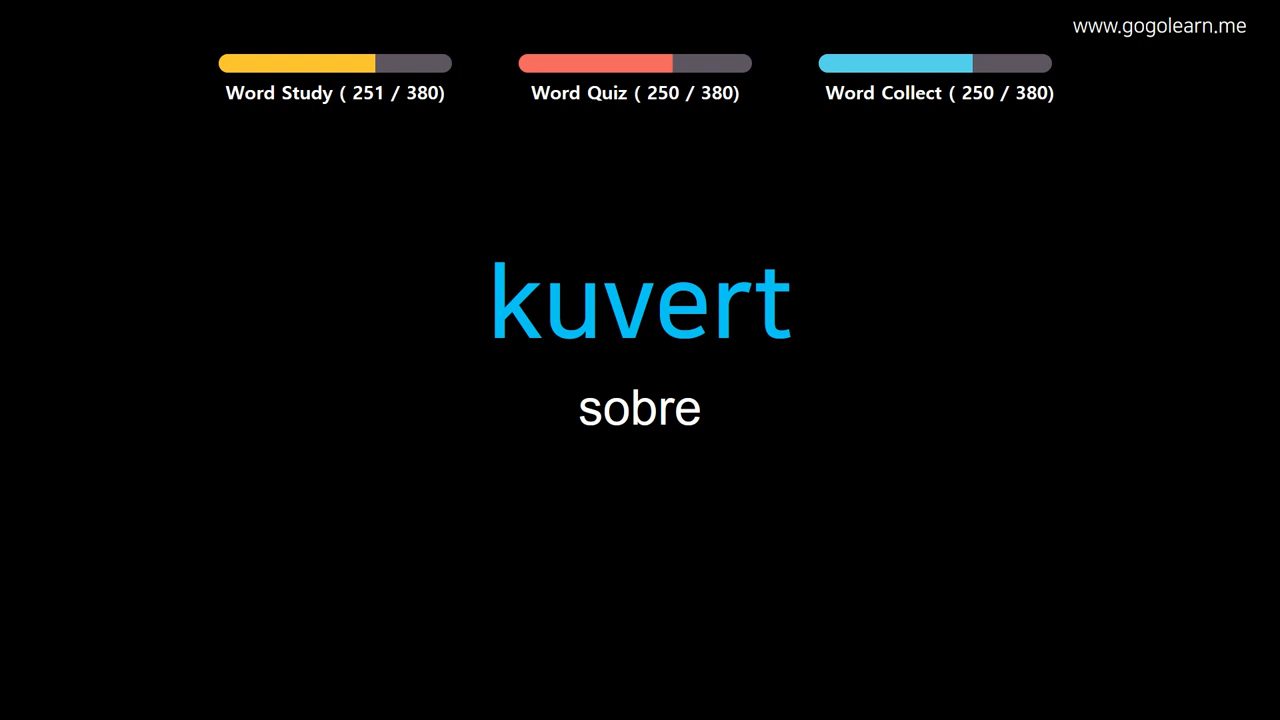 www.gogolearn.me
Word Study ( 251 / 380)
Word Quiz ( 250 / 380)
Word Collect ( 250 / 380)
kuvert
sobre